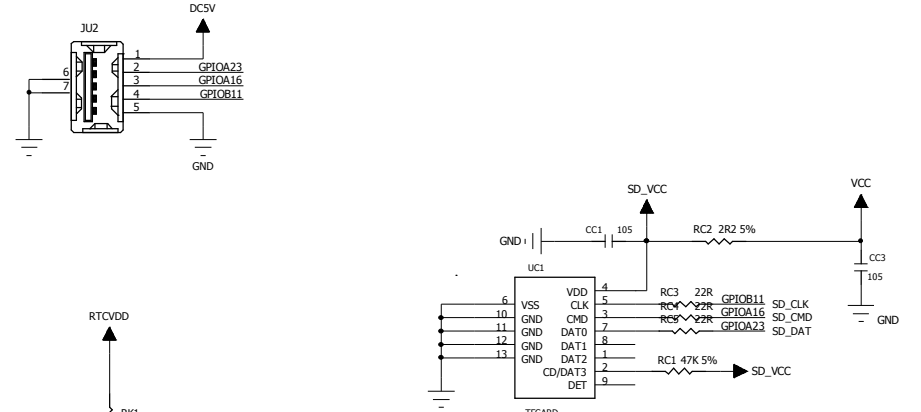 DC5V
JU2
1
2 GPIOA23
6
3 GPIOA16
7
4 GPIOB11
5
GND
SD_VCC
VCC
CC1 105
RC2 2R2 5%
GND
CC3
105
UC1
GND
VDD 4
6 VSS CLK 5 RC3 22R GPIOB11 SD_CLK
10 GND CMD 3 RC4 22R GPIOA16 SD_CMD
11 GND DAT0 7 RC5 22R GPIOA23 SD_DAT
12 GND DAT1 8
13 GND DAT2 1
CD/DAT3 2 RC1 47K 5% SD_VCC
DET 9
RTCVDD